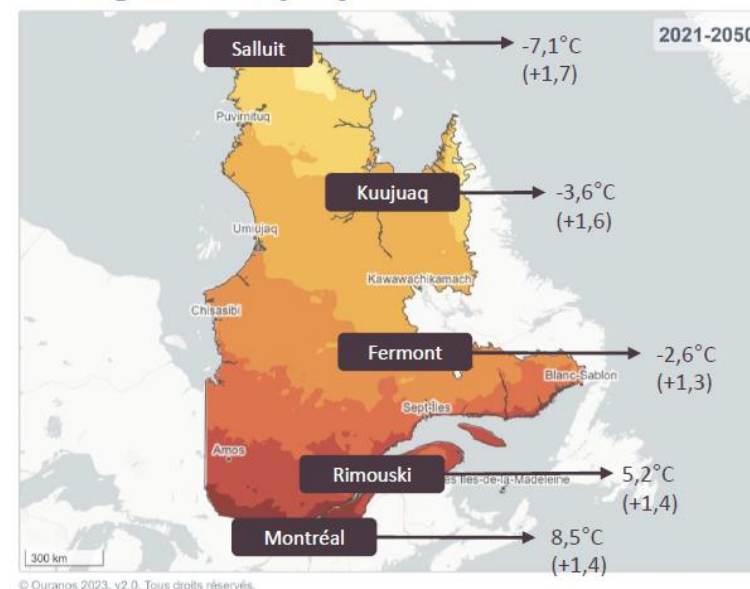 2021-2050
Salluit
-7,1°C
(+1,7)
Puvirnituq
Kuujuaq
-3,6°C
(+1,6)
Umiujaq
Kawawachikamach
Chisasibi
Fermont
-2,6°C
(+1,3)
Blanc-Sablon
Sept-Îles
Amos
Rimouski
es Îles-de-la-Madeleine
5,2°C
(+1,4)
Montréal
8,5°C
(+1,4)
300 km
© Ouranos 2023, v2.0. Tous droits réservés.